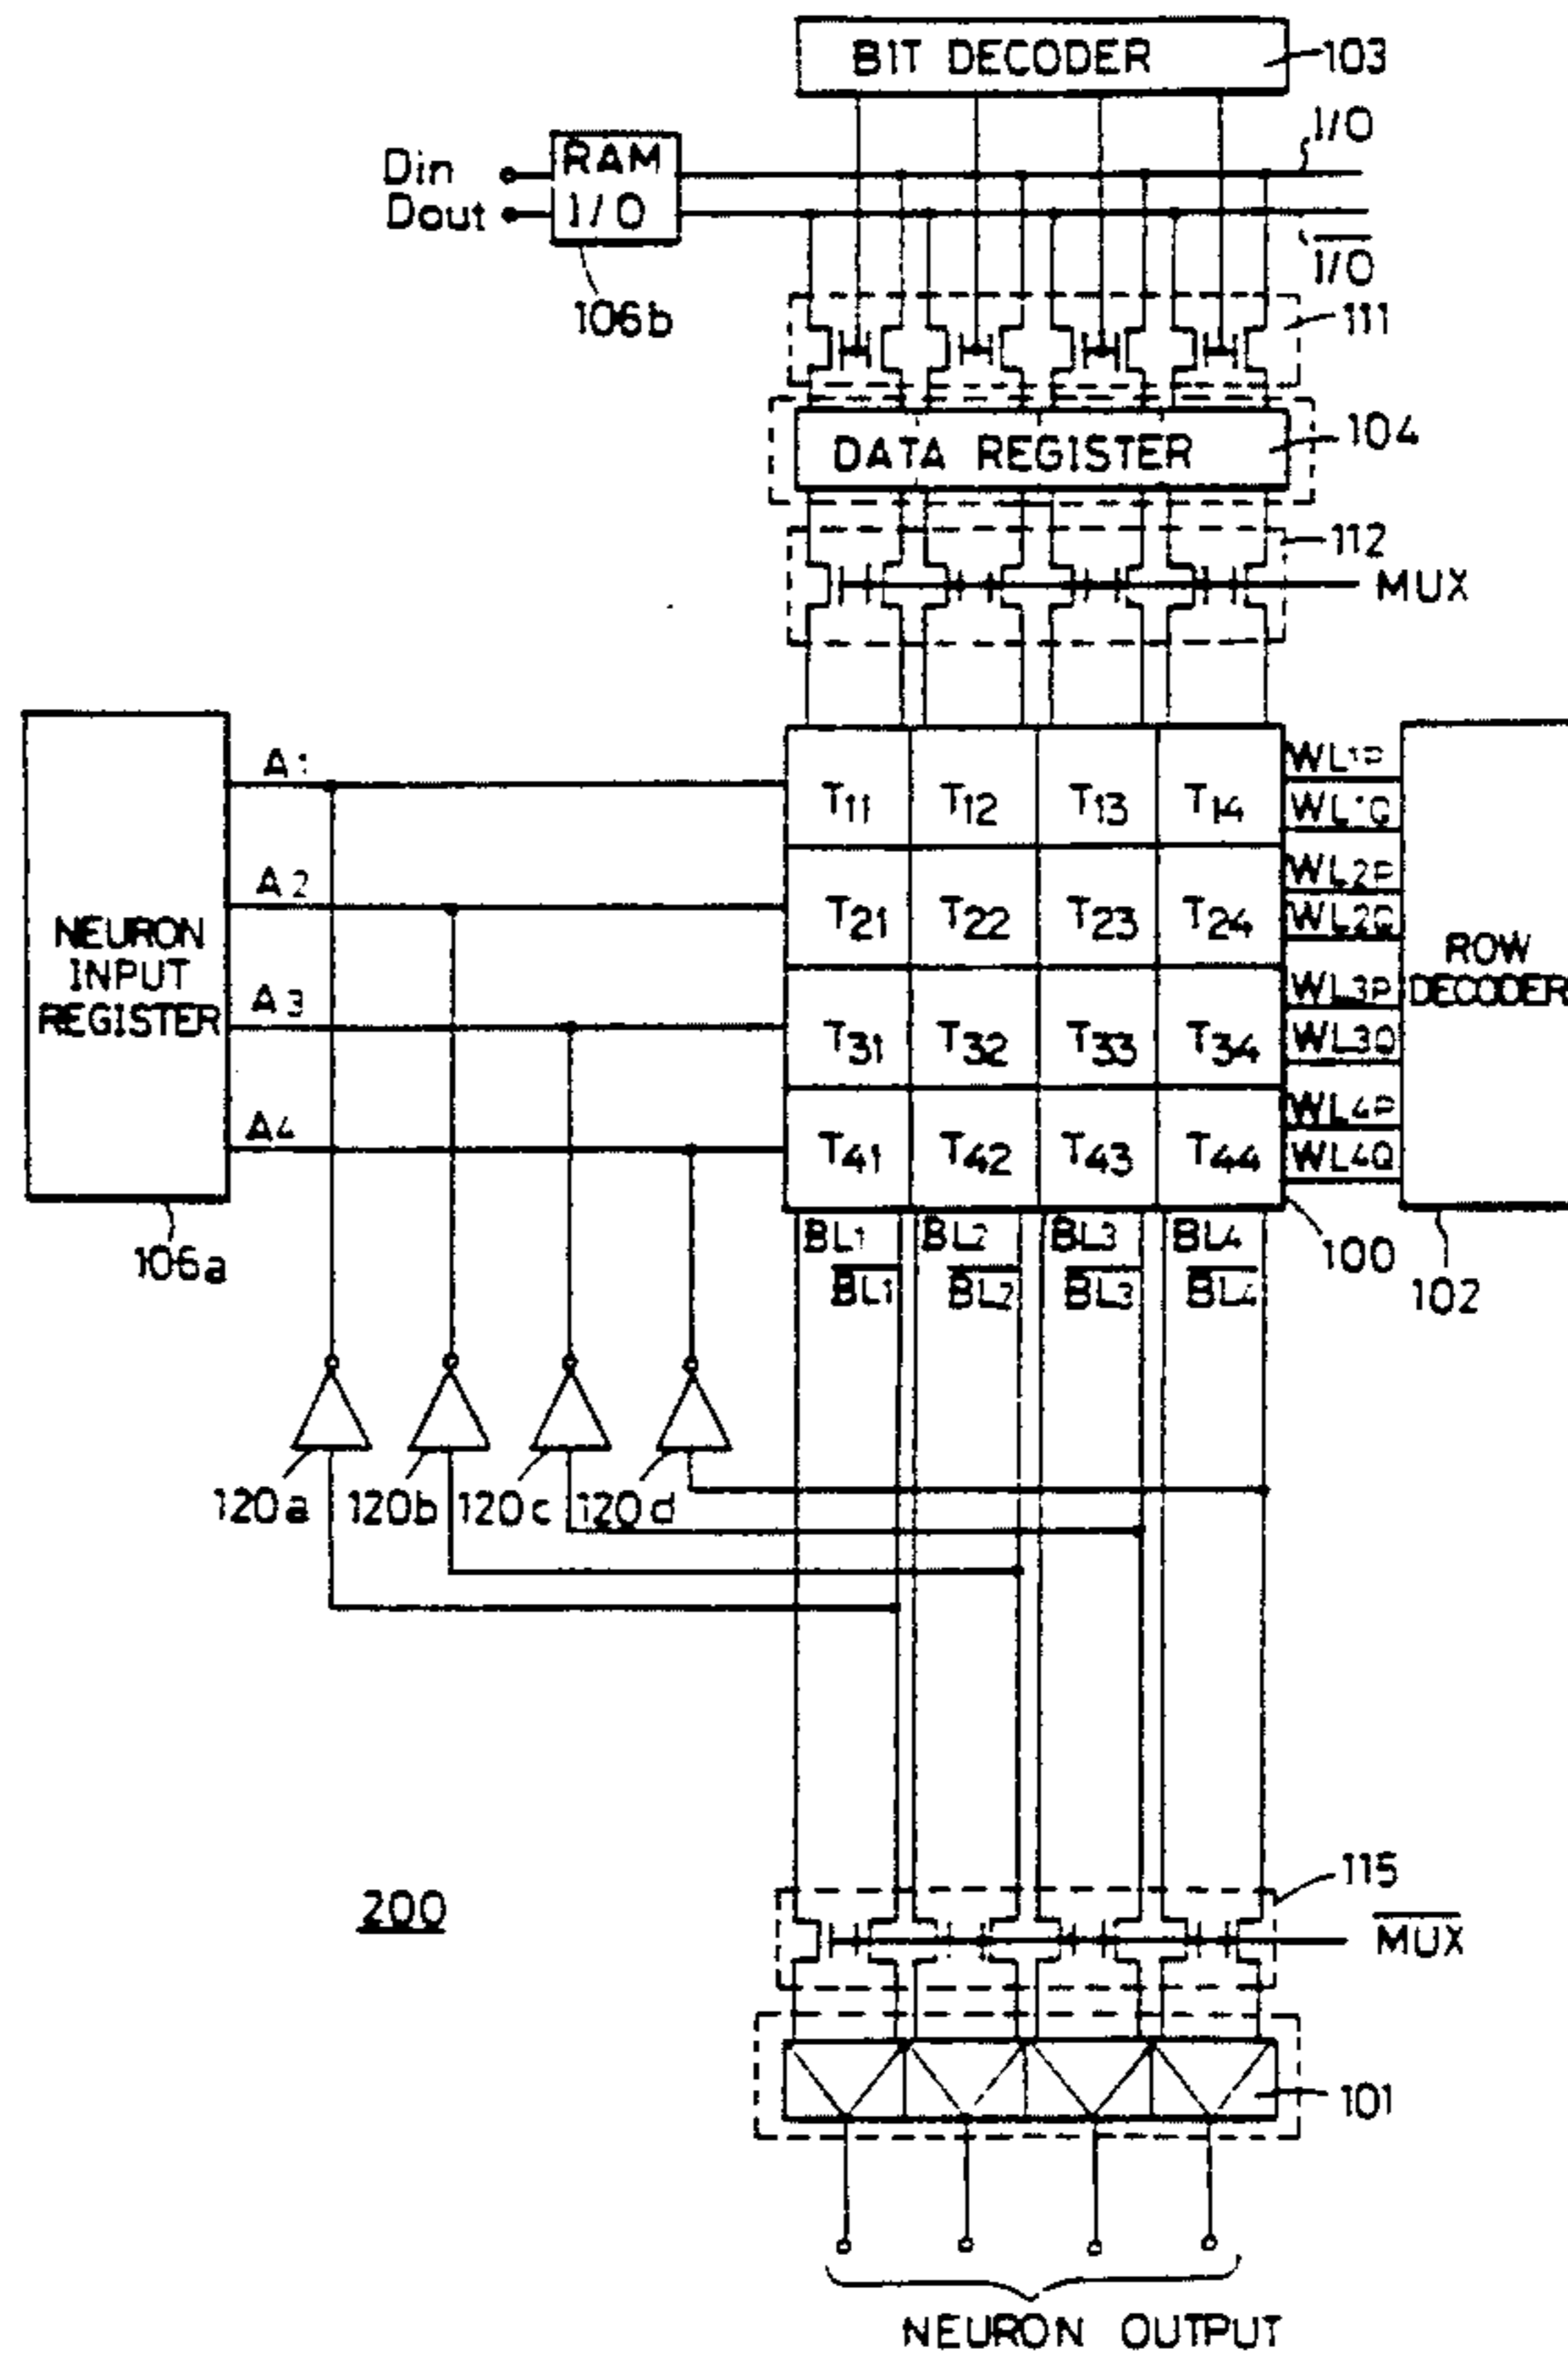 BIT DECODER
103
I/O
Din
Dout
RAM
I/O
I/O
106b
111
DATA REGISTER
104
112
MUX
NEURON
INPUT
REGISTER
106a
A1
A2
A3
A4
T11 T12 T13 T14
T21 T22 T23 T24
T31 T32 T33 T34
T41 T42 T43 T44
WL1P
WL1Q
WL2P
WL2Q
WL3P
WL3Q
WL4P
WL4Q
ROW
DECODER
102
100
BL1 BL2 BL3 BL4
BL1 BL2 BL3 BL4
120a 120b 120c 120d
200
115
MUX
101
NEURON OUTPUT